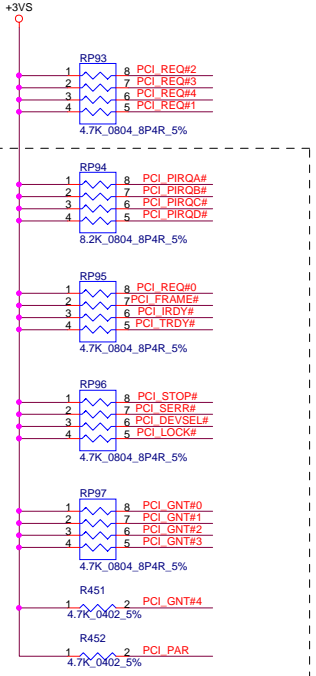 +3VS
RP93
1 8 PCI_REQ#2
2 7 PCI_REQ#3
3 6 PCI_REQ#4
4 5 PCI_REQ#1
4.7K_0804_8P4R_5%
RP94
1 8 PCI_PIRQA#
2 7 PCI_PIRQB#
3 6 PCI_PIRQC#
4 5 PCI_PIRQD#
8.2K_0804_8P4R_5%
RP95
1 8 PCI_REQ#0
2 7 PCI_FRAME#
3 6 PCI_IRDY#
4 5 PCI_TRDY#
4.7K_0804_8P4R_5%
RP96
1 8 PCI_STOP#
2 7 PCI_SERR#
3 6 PCI_DEVSEL#
4 5 PCI_LOCK#
4.7K_0804_8P4R_5%
RP97
1 8 PCI_GNT#0
2 7 PCI_GNT#1
3 6 PCI_GNT#2
4 5 PCI_GNT#3
4.7K_0804_8P4R_5%
R451
1 2 PCI_GNT#4
4.7K_0402_5%
R452
1 2 PCI_PAR
4.7K_0402_5%